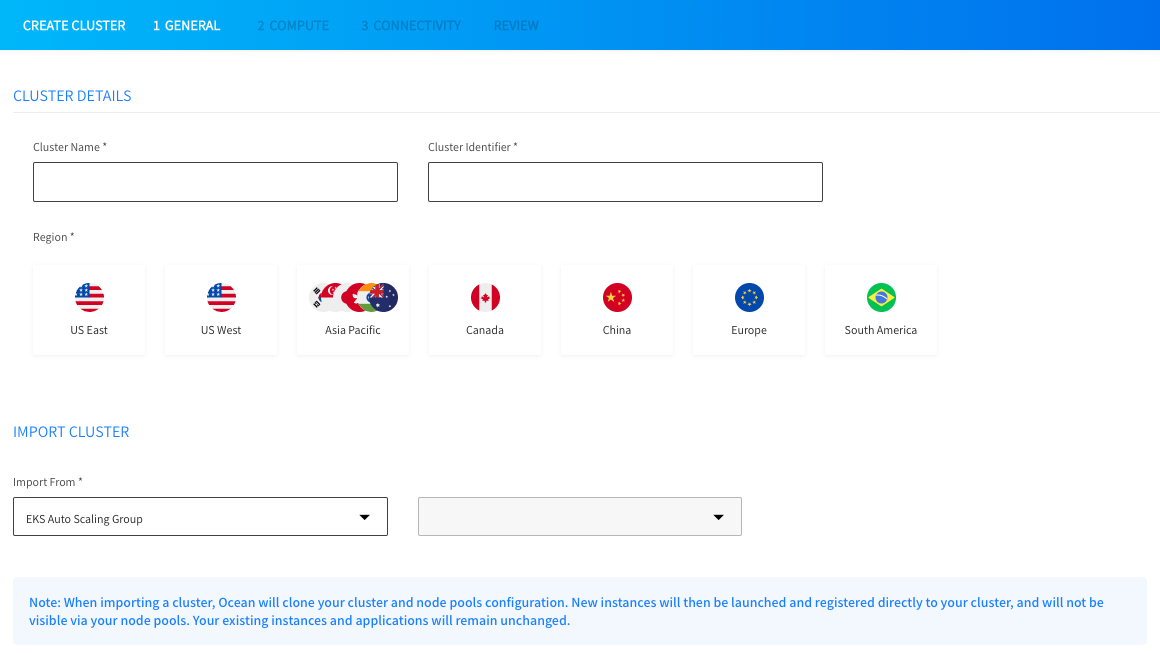 CREATE CLUSTER 1 GENERAL 2 COMPUTE 3 CONNECTIVITY REVIEW
CLUSTER DETAILS
Cluster Name * Cluster Identifier *
Region *
US East US West Asia Pacific Canada China Europe South America
IMPORT CLUSTER
Import From *
EKS Auto Scaling Group
Note: When importing a cluster, Ocean will clone your cluster and node pools configuration. New instances will then be launched and registered directly to your cluster, and will not be
visible via your node pools. Your existing instances and applications will remain unchanged.